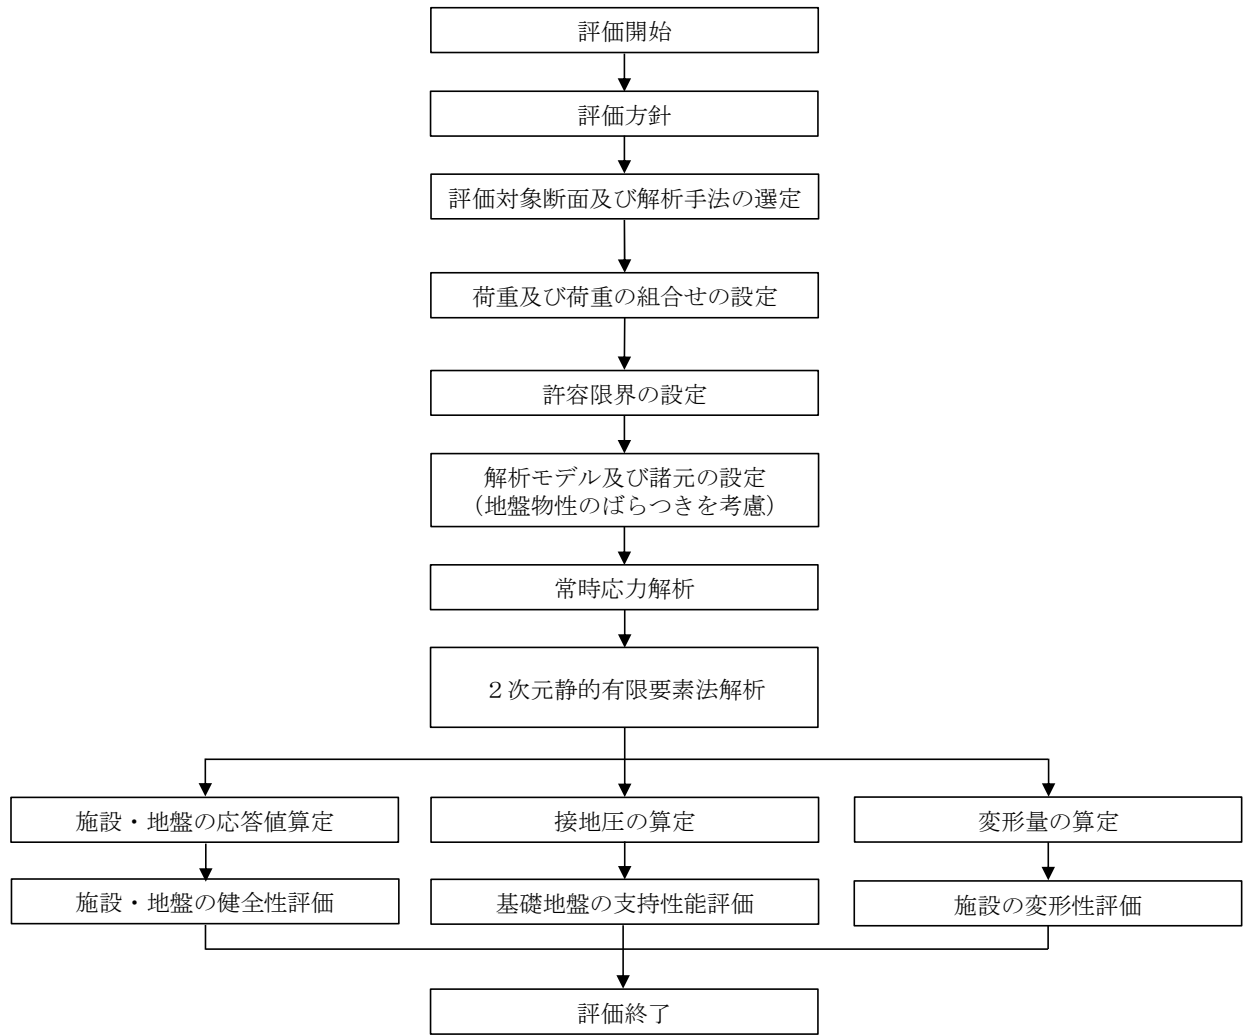 評価開始
評価方針
評価対象断面及び解析手法の選定
荷重及び荷重の組合せの設定
許容限界の設定
解析モデル及び諸元の設定
（地盤物性のばらつきを考慮）
常時応力解析
２次元静的有限要素法解析
施設・地盤の応答値算定
接地圧の算定
変形量の算定
施設・地盤の健全性評価
基礎地盤の支持性能評価
施設の変形性評価
評価終了